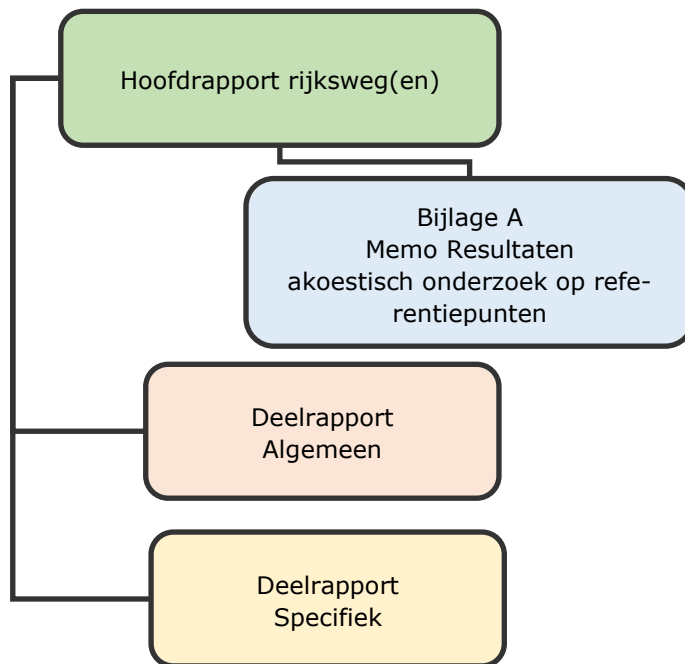 Hoofdrapport rijksweg(en)
Bijlage A
Memo Resultaten
akoestisch onderzoek op refe-
rentiepunten
Deelrapport
Algemeen
Deelrapport
Specifiek